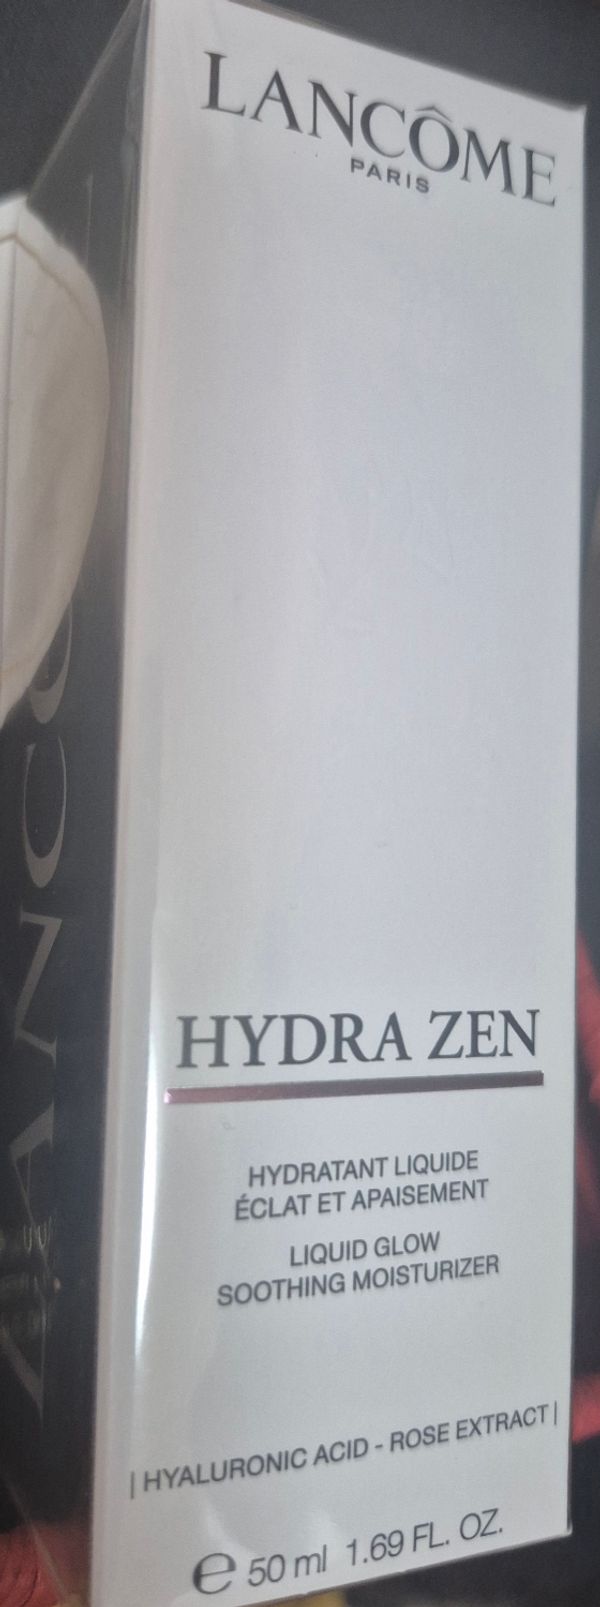 LANCÔME
PARIS
HYDRA ZEN
HYDRATANT LIQUIDE
ÉCLAT ET APAISEMENT
LIQUID GLOW
SOOTHING MOISTURIZER
| HYALURONIC ACID - ROSE EXTRACT |
℮ 50 ml 1.69 FL. OZ.